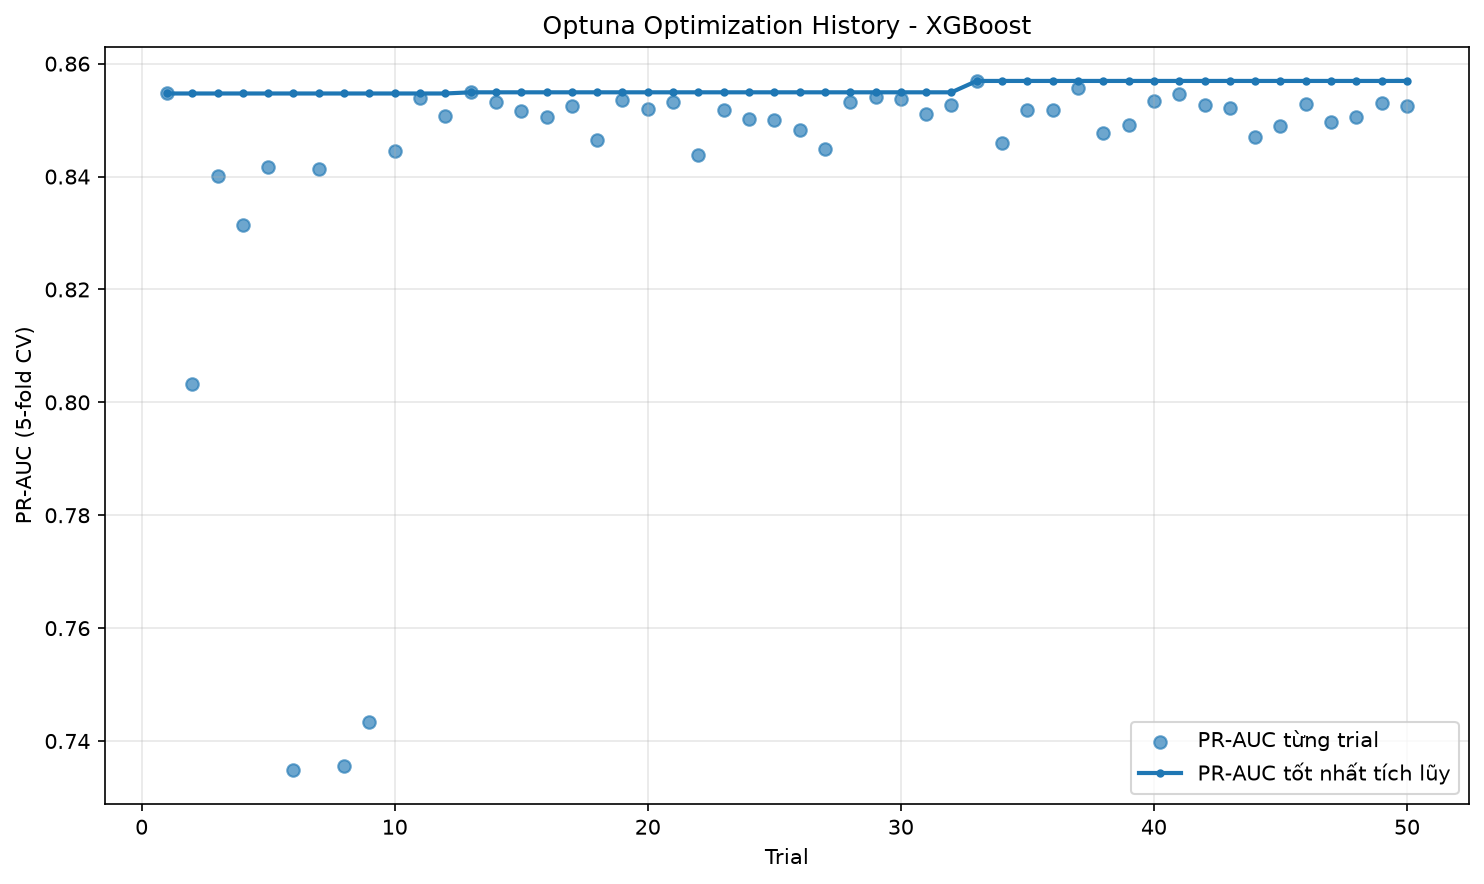 Optuna Optimization History - XGBoost
PR-AUC (5-fold CV)
0.86
0.84
0.82
0.80
0.78
0.76
0.74
0
10
20
30
40
50
Trial
PR-AUC từng trial
PR-AUC tốt nhất tích lũy